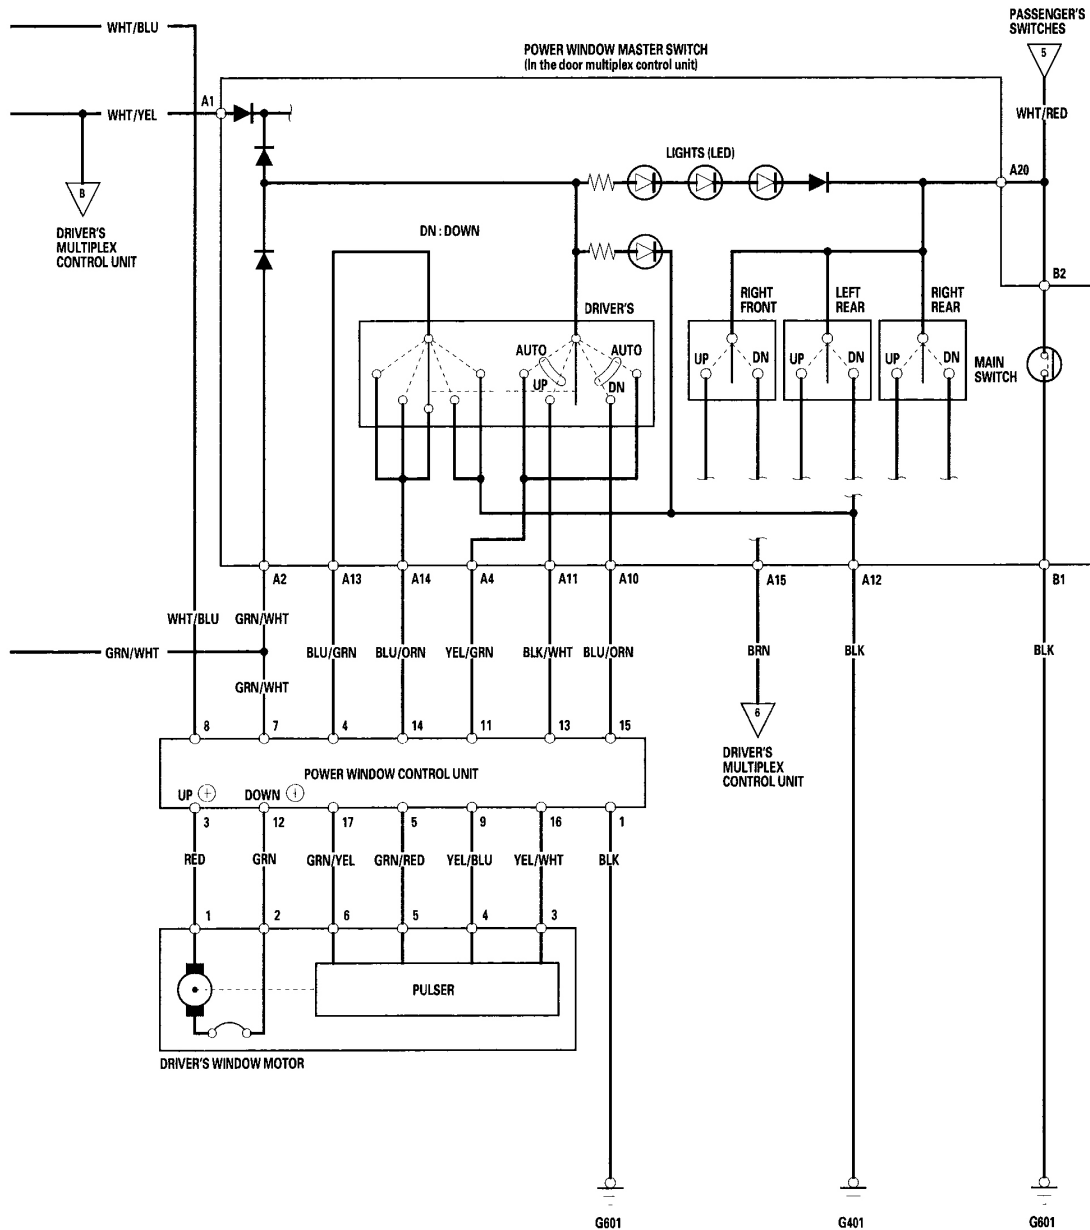 WHT/BLU
PASSENGER'S
SWITCHES
5
POWER WINDOW MASTER SWITCH
(In the door multiplex control unit)
A1
WHT/YEL
WHT/RED
LIGHTS (LED)
A20
B
DRIVER'S
MULTIPLEX
CONTROL UNIT
DN : DOWN
B2
RIGHT
FRONT
LEFT
REAR
RIGHT
REAR
DRIVER'S
AUTO
AUTO
UP
DN
UP
DN
UP
DN
UP
DN
MAIN
SWITCH
A2
A13
A14
A4
A11
A10
A15
A12
B1
WHT/BLU
GRN/WHT
GRN/WHT
BLU/GRN
BLU/ORN
YEL/GRN
BLK/WHT
BLU/ORN
BRN
BLK
BLK
GRN/WHT
8
7
4
14
11
13
15
6
DRIVER'S
MULTIPLEX
CONTROL UNIT
POWER WINDOW CONTROL UNIT
UP +
DOWN
3
12
17
5
9
16
1
RED
GRN
GRN/YEL
GRN/RED
YEL/BLU
YEL/WHT
BLK
1
2
6
5
4
3
PULSER
DRIVER'S WINDOW MOTOR
G601
G401
G601